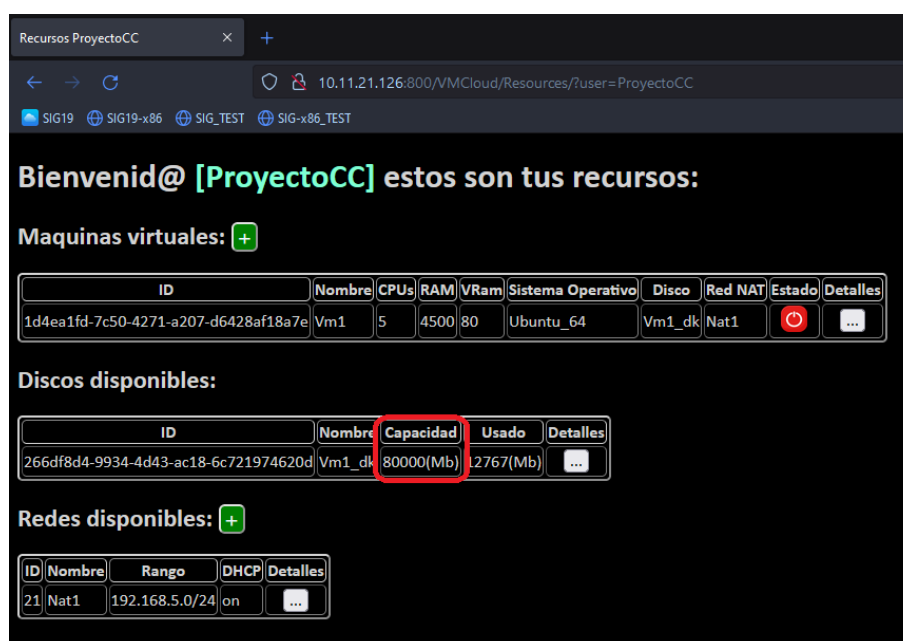 Recursos ProyectoCC
10.11.21.126:800/VMCloud/Resources/?user=ProyectoCC
SIG19 SIG19-x86 SIG_TEST SIG-x86_TEST
Bienvenid@ [ProyectoCC] estos son tus recursos:
Maquinas virtuales: +
ID Nombre CPUs RAM VRam Sistema Operativo Disco Red NAT Estado Detalles
1d4ea1fd-7c50-4271-a207-d6428af18a7e Vm1 5 4500 80 Ubuntu_64 Vm1_dk Nat1 ...
Discos disponibles:
ID Nombre Capacidad Usado Detalles
266df8d4-9934-4d43-ac18-6c721974620d Vm1_dk 80000(Mb) 12767(Mb) ...
Redes disponibles: +
ID Nombre Rango DHCP Detalles
21 Nat1 192.168.5.0/24 on ...